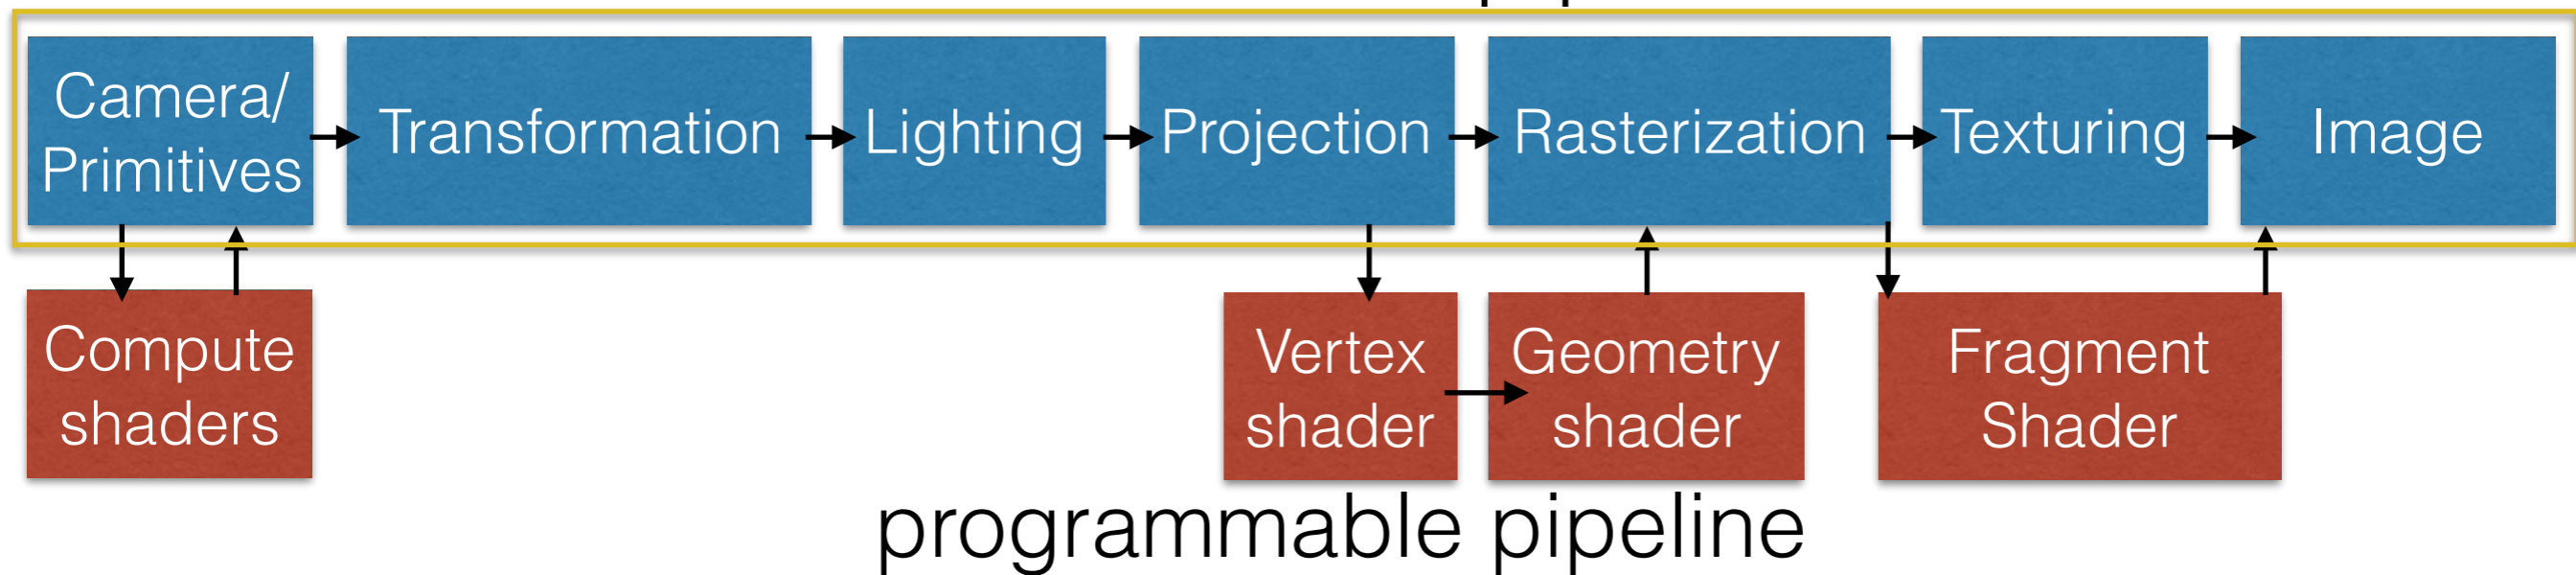 Camera/
Primitives
Transformation
Lighting
Projection
Rasterization
Texturing
Image
Compute
shaders
Vertex
shader
Geometry
shader
Fragment
Shader
programmable pipeline